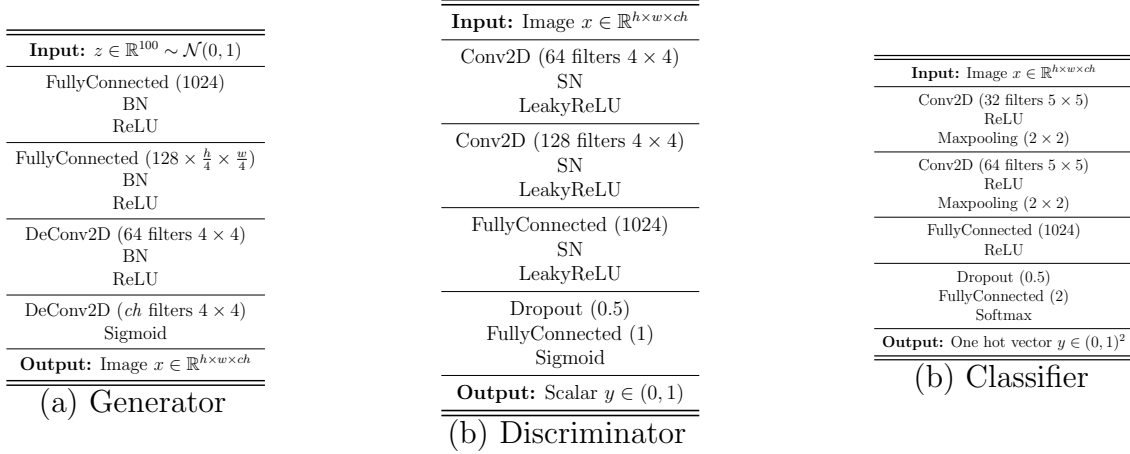 Input: z ∈ ℝ^100 ∼ 𝒩(0, 1)
FullyConnected (1024)
BN
ReLU
FullyConnected (128 × h/4 × w/4)
BN
ReLU
DeConv2D (64 filters 4 × 4)
BN
ReLU
DeConv2D (ch filters 4 × 4)
Sigmoid
Output: Image x ∈ ℝ^{h×w×ch}
(a) Generator
Input: Image x ∈ ℝ^{h×w×ch}
Conv2D (64 filters 4 × 4)
SN
LeakyReLU
Conv2D (128 filters 4 × 4)
SN
LeakyReLU
FullyConnected (1024)
SN
LeakyReLU
Dropout (0.5)
FullyConnected (1)
Sigmoid
Output: Scalar y ∈ (0, 1)
(b) Discriminator
Input: Image x ∈ ℝ^{h×w×ch}
Conv2D (32 filters 5 × 5)
ReLU
Maxpooling (2 × 2)
Conv2D (64 filters 5 × 5)
ReLU
Maxpooling (2 × 2)
FullyConnected (1024)
ReLU
Dropout (0.5)
FullyConnected (2)
Softmax
Output: One hot vector y ∈ (0, 1)^2
(b) Classifier